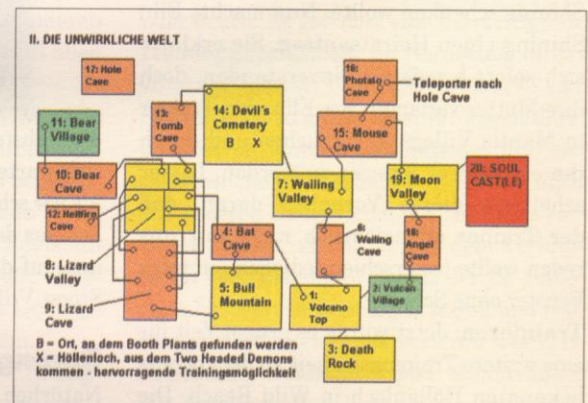 II. DIE UNWIRKLICHE WELT
17: Hole
Cave
16:
Cave
Teleporter nach
Hole Cave
11: Bear
Village
13:
Tomb
Cave
14: Devil's
Cemetery
B X
15: Mouse
Cave
10: Bear
Cave
7: Wailing
Valley
19: Moon
Valley
20: SOUL
CAST(LE)
12: Hellfire
Cave
4: Bat
Cave
6:
Wailing
Cave
18:
Angel
Cave
8: Lizard
Valley
5: Bull
Mountain
1:
Volcano
Top
2: Vulcan
Village
9: Lizard
Cave
3: Death
Rock
B = Ort, an dem Booth Plants gefunden werden
X = Höllenloch, aus dem Two Headed Demons
kommen - hervorragende Trainingsmöglichkeit